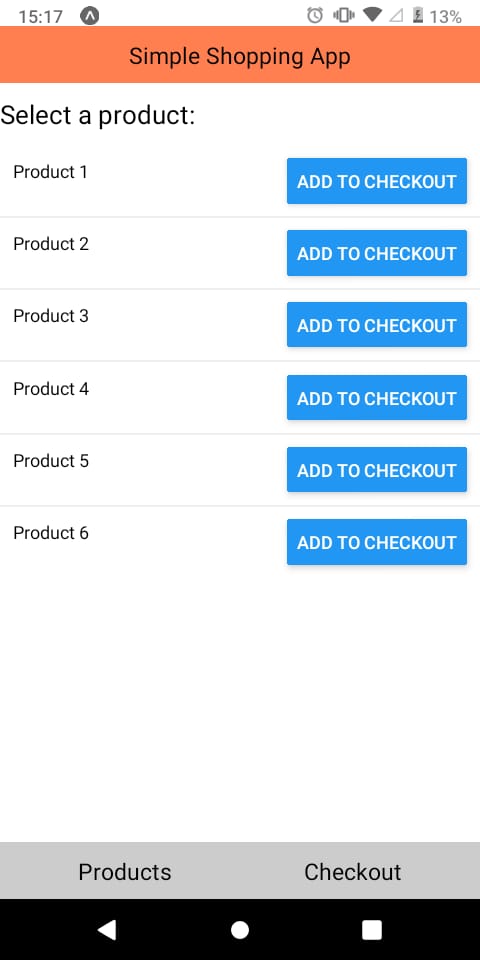 15:17 13%
Simple Shopping App
Select a product:
Product 1 ADD TO CHECKOUT
Product 2 ADD TO CHECKOUT
Product 3 ADD TO CHECKOUT
Product 4 ADD TO CHECKOUT
Product 5 ADD TO CHECKOUT
Product 6 ADD TO CHECKOUT
Products Checkout